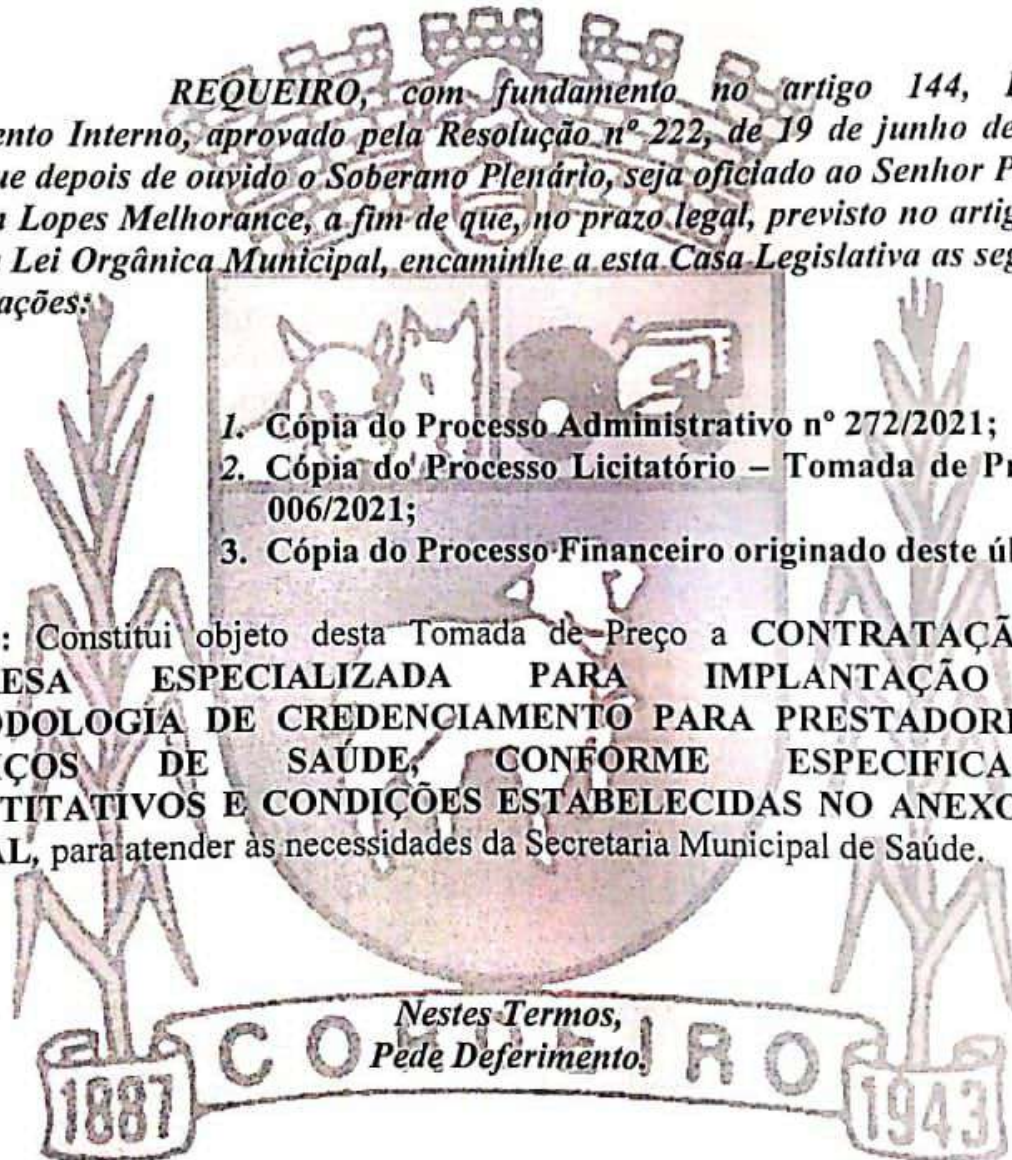 REQUEIRO, com fundamento no artigo 144,
ento Interno, aprovado pela Resolução nº 222, de 19 de junho de
ue depois de ouvido o Soberano Plenário, seja oficiado ao Senhor P
Lopes Melhorance, a fim de que, no prazo legal, previsto no artig
Lei Orgânica Municipal, encaminhe a esta Casa Legislativa as seg
ações:
1. Cópia do Processo Administrativo nº 272/2021;
2. Cópia do Processo Licitatório – Tomada de Pr
006/2021;
3. Cópia do Processo Financeiro originado deste úl
: Constitui objeto desta Tomada de Preço a CONTRATAÇÃ
ESA ESPECIALIZADA PARA IMPLANTAÇÃO
ODOLOGIA DE CREDENCIAMENTO PARA PRESTADORE
IÇOS DE SAÚDE, CONFORME ESPECIFICA
TITATIVOS E CONDIÇÕES ESTABELECIDAS NO ANEXO
AL, para atender as necessidades da Secretaria Municipal de Saúde.
Nestes Termos,
Pede Deferimento.
CORDEIRO
1887
1943